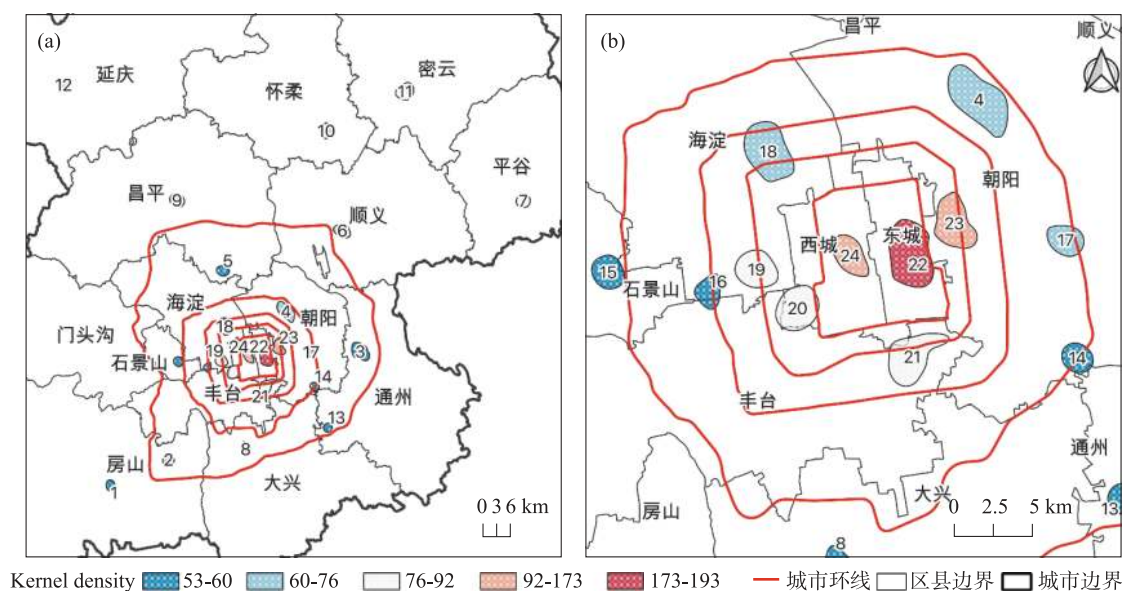 (a)
延庆
12
怀柔
密云
11
10
平谷
昌平
9
7
顺义
6
5
海淀
4
朝阳
门头沟
18
23
19
24
22
17
3
石景山
14
丰台
21
通州
13
8
2
房山
大兴
1
0 3 6 km
(b)
昌平
顺义
4
海淀
18
朝阳
23
东城
西城
17
24
22
15
19
石景山
16
20
21
14
丰台
通州
大兴
房山
0 2.5 5 km
13
8
Kernel density 53-60 60-76 76-92 92-173 173-193 城市环线 区县边界 城市边界